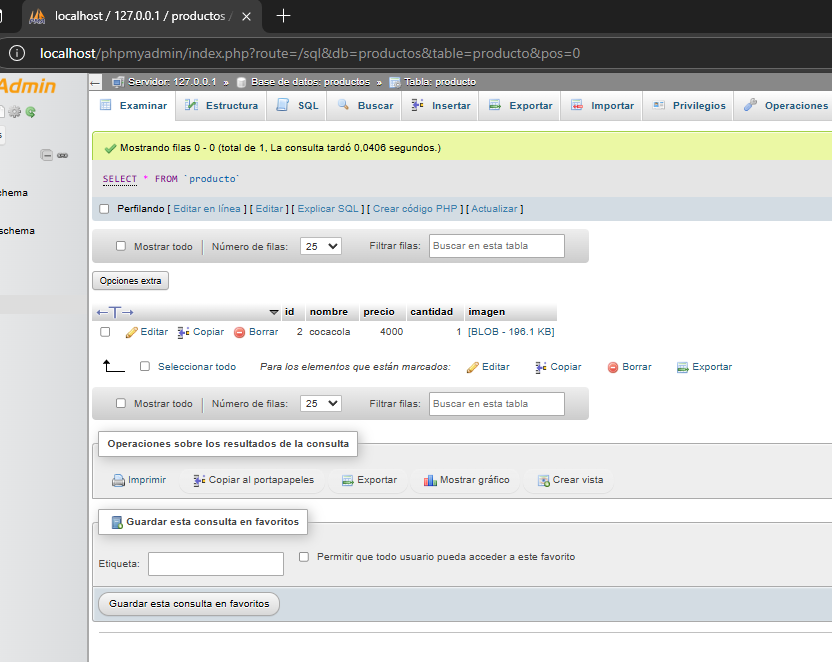 localhost / 127.0.0.1 / productos /
localhost/phpmyadmin/index.php?route=/sql&db=productos&table=producto&pos=0
Admin
Servidor: 127.0.0.1 » Base de datos: productos » Tabla: producto
Examinar Estructura SQL Buscar Insertar Exportar Importar Privilegios Operaciones
Mostrando filas 0 - 0 (total de 1, La consulta tardó 0,0406 segundos.)
SELECT * FROM `producto`
chema
Perfilando [ Editar en línea ] [ Editar ] [ Explicar SQL ] [ Crear código PHP ] [ Actualizar ]
schema
Mostrar todo Número de filas: 25 Filtrar filas: Buscar en esta tabla
Opciones extra
←T→ id nombre precio cantidad imagen
Editar Copiar Borrar 2 cocacola 4000 1 [BLOB - 196.1 KB]
Seleccionar todo Para los elementos que están marcados: Editar Copiar Borrar Exportar
Mostrar todo Número de filas: 25 Filtrar filas: Buscar en esta tabla
Operaciones sobre los resultados de la consulta
Imprimir Copiar al portapapeles Exportar Mostrar gráfico Crear vista
Guardar esta consulta en favoritos
Etiqueta: Permitir que todo usuario pueda acceder a este favorito
Guardar esta consulta en favoritos